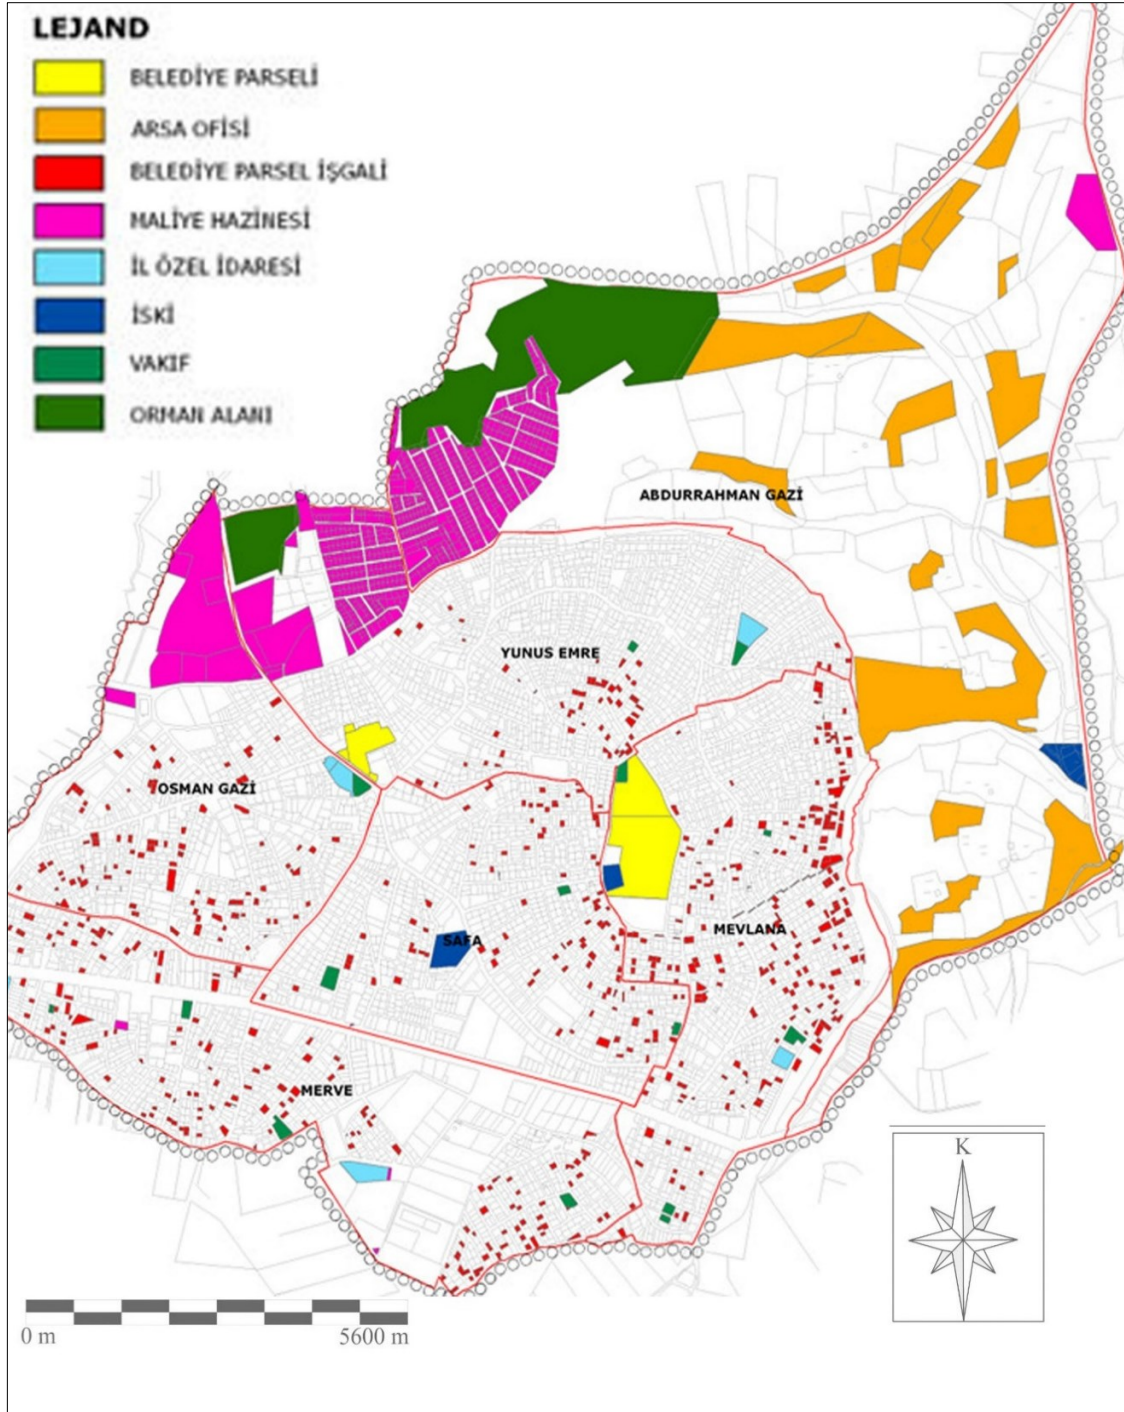 LEJAND
BELEDİYE PARSELİ
ARSA OFİSİ
BELEDİYE PARSEL İŞGALİ
MALİYE HAZİNESİ
İL ÖZEL İDARESİ
İSKİ
VAKIF
ORMAN ALANI
ABDURRAHMAN GAZİ
YUNUS EMRE
OSMAN GAZİ
SAFA
MEVLANA
MERVE
K
0 m
5600 m